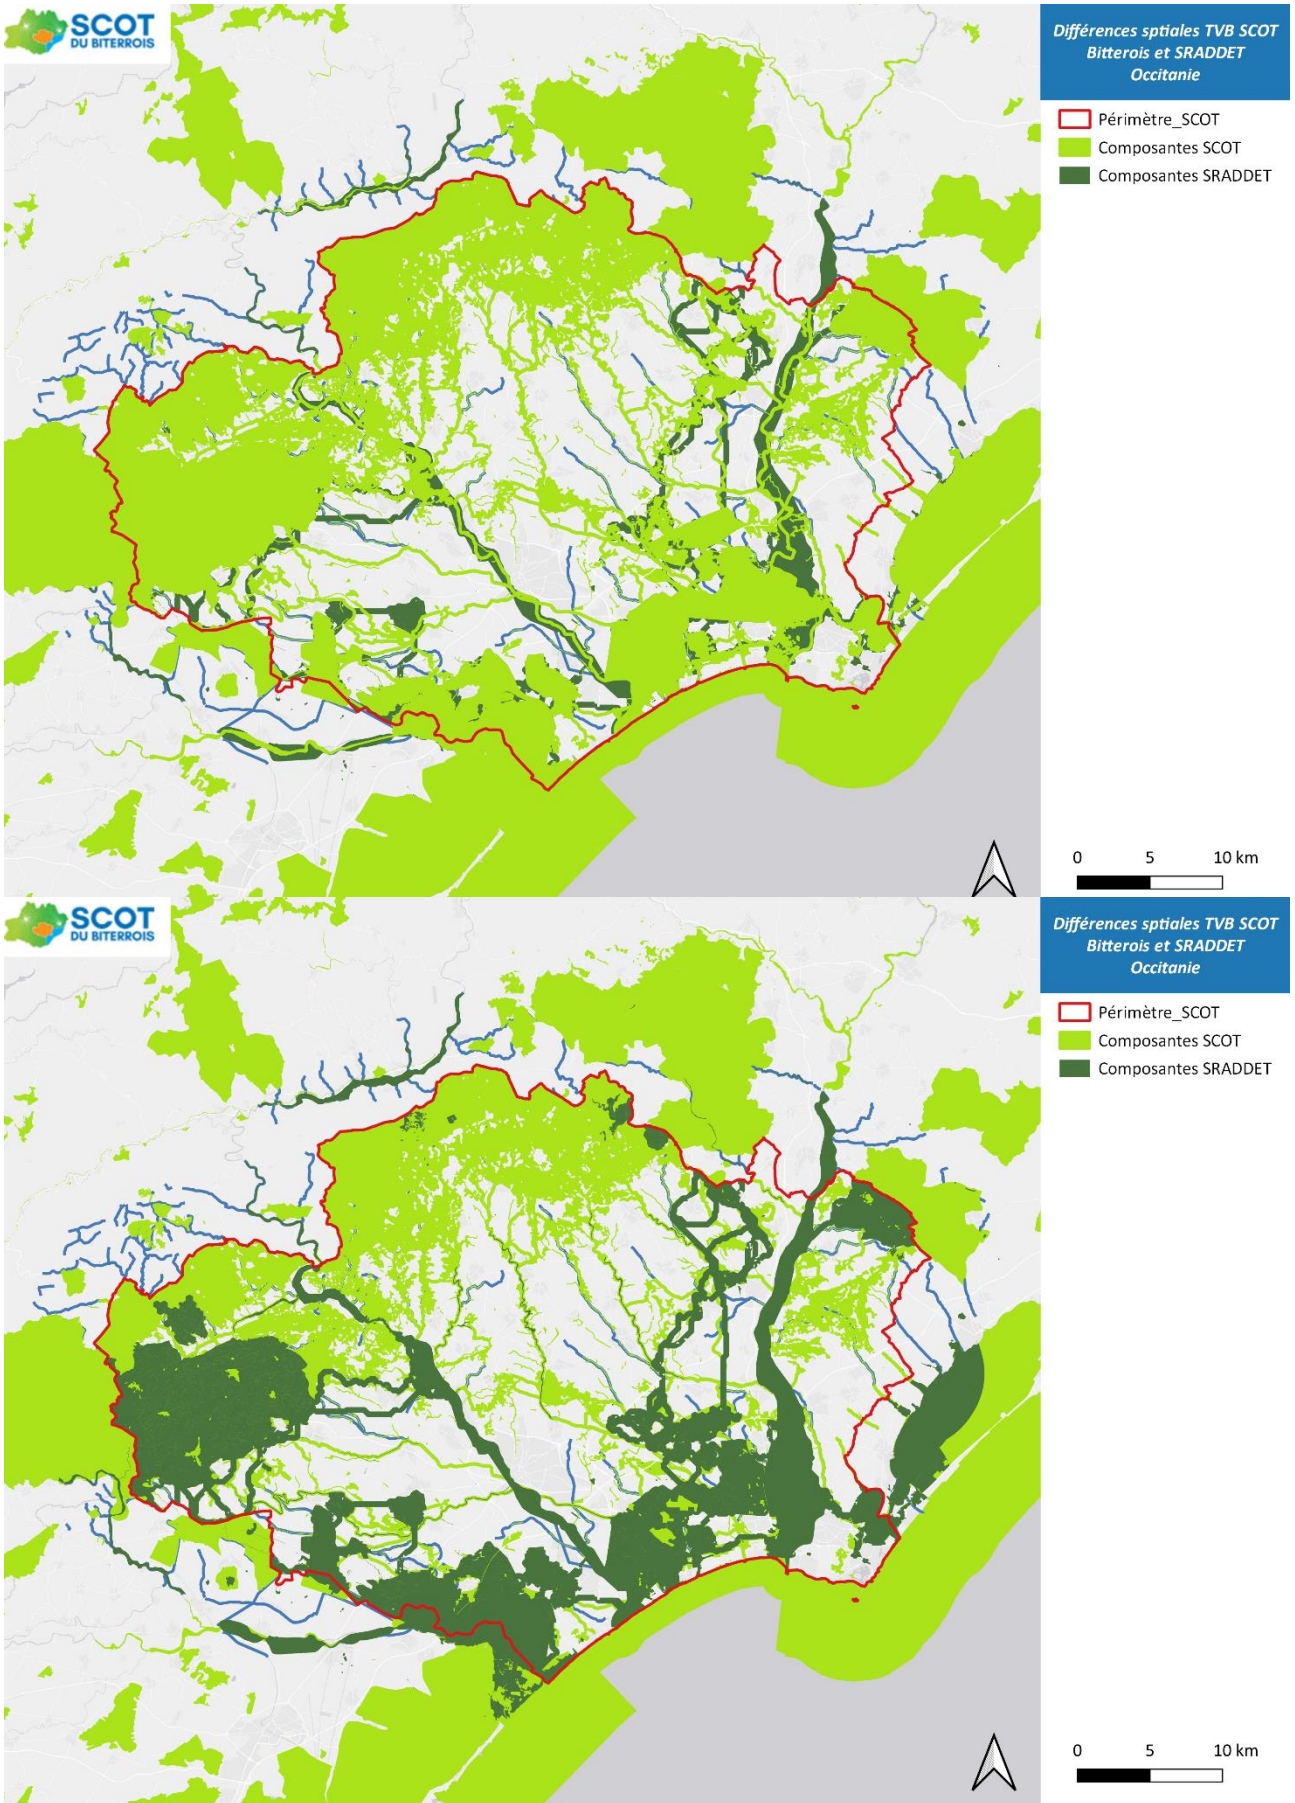 SCOT
DU BITERROIS
Différences sptiales TVB SCOT
Bitterois et SRADDET
Occitanie
Périmètre_SCOT
Composantes SCOT
Composantes SRADDET
0 5 10 km
SCOT
DU BITERROIS
Différences sptiales TVB SCOT
Bitterois et SRADDET
Occitanie
Périmètre_SCOT
Composantes SCOT
Composantes SRADDET
0 5 10 km